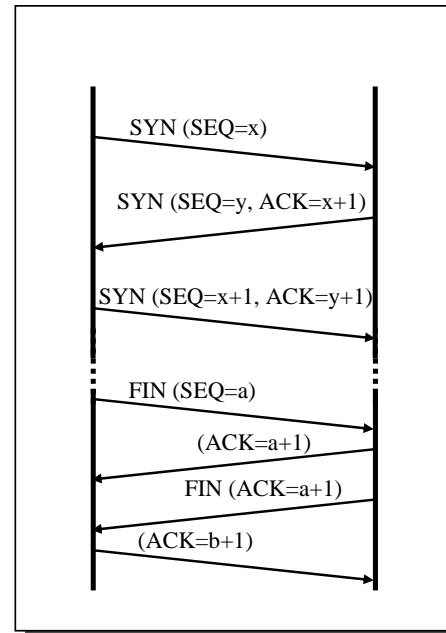 SYN (SEQ=x)
SYN (SEQ=y, ACK=x+1)
SYN (SEQ=x+1, ACK=y+1)
FIN (SEQ=a)
(ACK=a+1)
FIN (ACK=a+1)
(ACK=b+1)